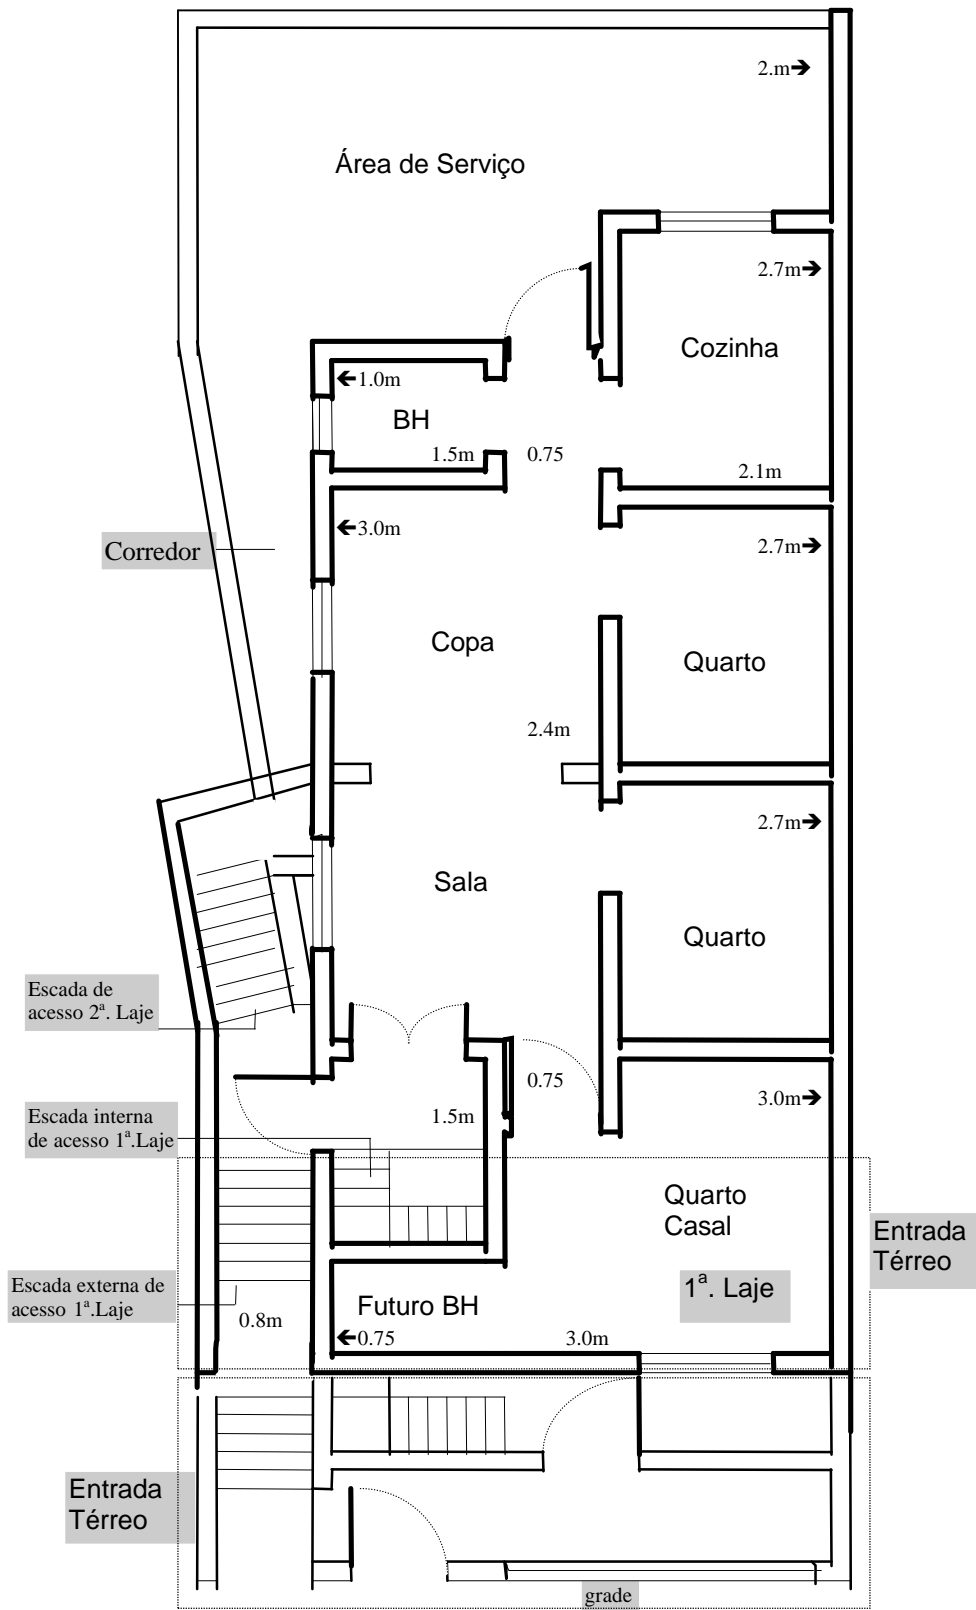 2.m→
Área de Serviço
2.7m→
Cozinha
←1.0m
BH
1.5m
0.75
2.1m
←3.0m
Corredor
2.7m→
Copa
Quarto
2.4m
2.7m→
Sala
Quarto
Escada de
acesso 2ª. Laje
0.75
3.0m→
Escada interna
de acesso 1ª.Laje
1.5m
Quarto
Casal
Entrada
Térreo
Escada externa de
acesso 1ª.Laje
1ª. Laje
Futuro BH
0.8m
←0.75
3.0m
Entrada
Térreo
grade